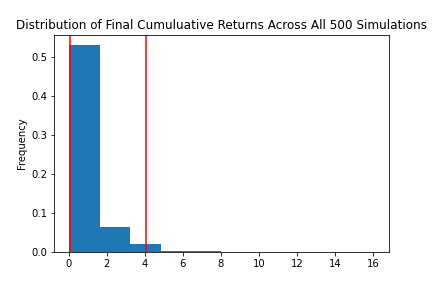 Distribution of Final Cumuluative Returns Across All 500 Simulations
Frequency
0.5
0.4
0.3
0.2
0.1
0.0
0 2 4 6 8 10 12 14 16